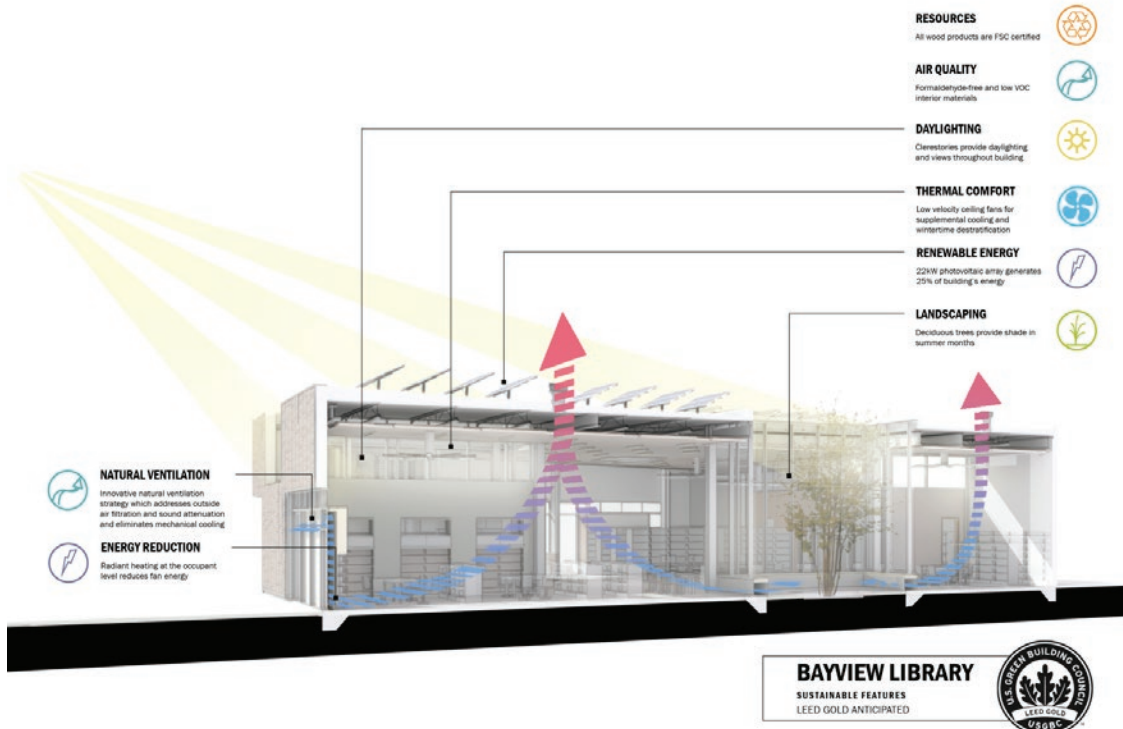 RESOURCES
All wood products are FSC certified
AIR QUALITY
Formaldehyde-free and low VOC
interior materials
DAYLIGHTING
Clerestories provide daylighting
and views throughout building
THERMAL COMFORT
Low velocity ceiling fans for
supplemental cooling and
wintertime destratification
RENEWABLE ENERGY
22kW photovoltaic array generates
25% of building's energy
LANDSCAPING
Deciduous trees provide shade in
summer months
NATURAL VENTILATION
Innovative natural ventilation
strategy which addresses outside
air filtration and sound attenuation
and eliminates mechanical cooling
ENERGY REDUCTION
Radiant heating at the occupant
level reduces fan energy
BAYVIEW LIBRARY
SUSTAINABLE FEATURES
LEED GOLD ANTICIPATED
U.S. GREEN BUILDING COUNCIL
LEED GOLD
USGBC